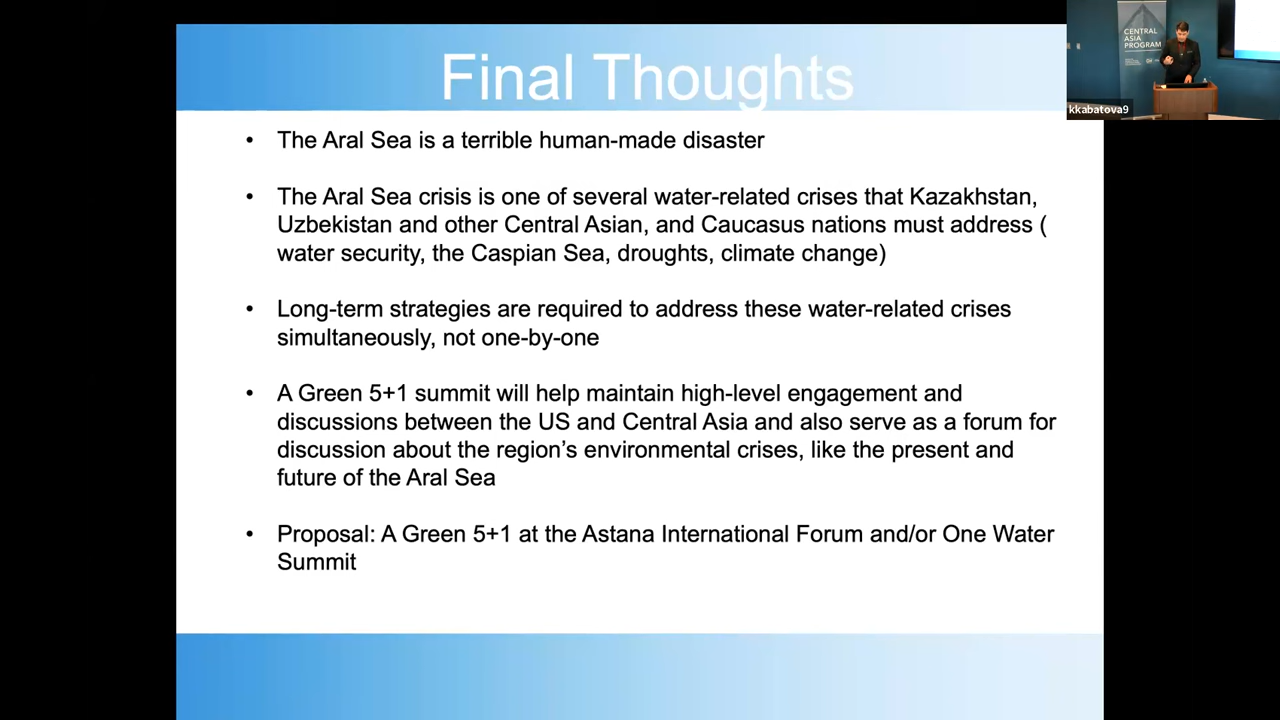 Final Thoughts
• The Aral Sea is a terrible human-made disaster
• The Aral Sea crisis is one of several water-related crises that Kazakhstan,
Uzbekistan and other Central Asian, and Caucasus nations must address (
water security, the Caspian Sea, droughts, climate change)
• Long-term strategies are required to address these water-related crises
simultaneously, not one-by-one
• A Green 5+1 summit will help maintain high-level engagement and
discussions between the US and Central Asia and also serve as a forum for
discussion about the region’s environmental crises, like the present and
future of the Aral Sea
• Proposal: A Green 5+1 at the Astana International Forum and/or One Water
Summit
CENTRAL
ASIA
PROGRAM
kkabatova9